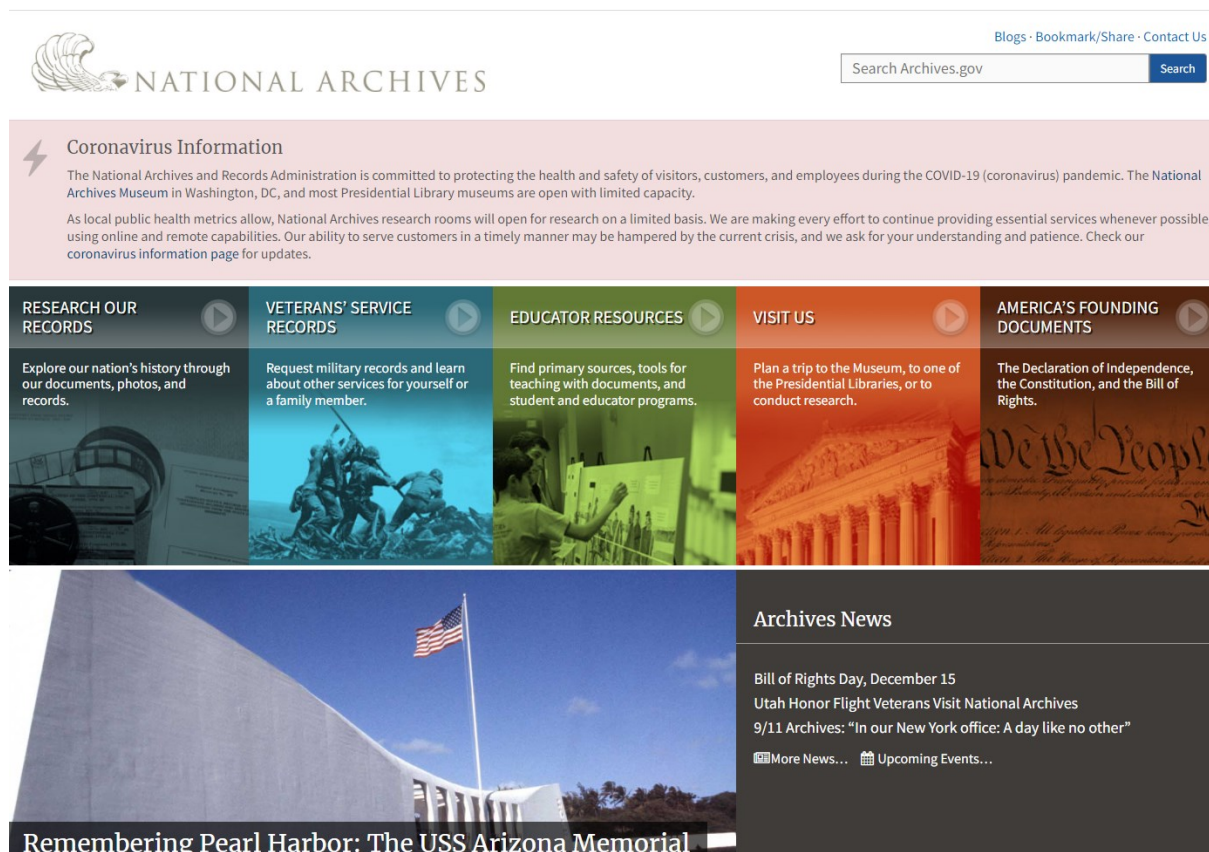 Blogs · Bookmark/Share · Contact Us
NATIONAL ARCHIVES
Search Archives.gov
Search
Coronavirus Information
The National Archives and Records Administration is committed to protecting the health and safety of visitors, customers, and employees during the COVID-19 (coronavirus) pandemic. The National
Archives Museum in Washington, DC, and most Presidential Library museums are open with limited capacity.
As local public health metrics allow, National Archives research rooms will open for research on a limited basis. We are making every effort to continue providing essential services whenever possible
using online and remote capabilities. Our ability to serve customers in a timely manner may be hampered by the current crisis, and we ask for your understanding and patience. Check our
coronavirus information page for updates.
RESEARCH OUR
RECORDS
Explore our nation's history through
our documents, photos, and
records.
VETERANS' SERVICE
RECORDS
Request military records and learn
about other services for yourself or
a family member.
EDUCATOR RESOURCES
Find primary sources, tools for
teaching with documents, and
student and educator programs.
VISIT US
Plan a trip to the Museum, to one of
the Presidential Libraries, or to
conduct research.
AMERICA'S FOUNDING
DOCUMENTS
The Declaration of Independence,
the Constitution, and the Bill of
Rights.
We the People
Archives News
Bill of Rights Day, December 15
Utah Honor Flight Veterans Visit National Archives
9/11 Archives: “In our New York office: A day like no other”
More News… Upcoming Events…
Remembering Pearl Harbor: The USS Arizona Memorial